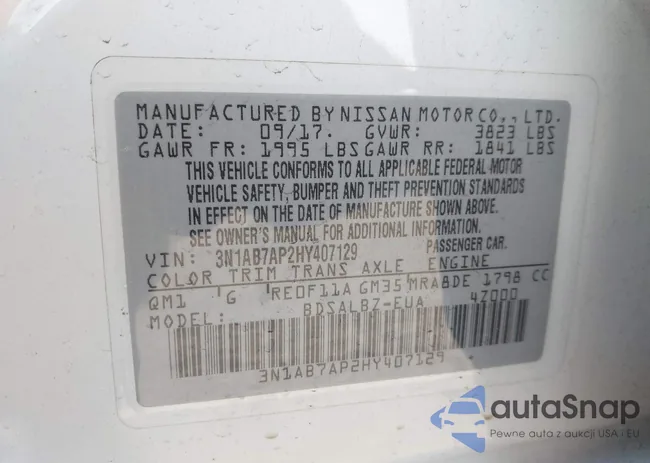 MANUFACTURED BY NISSAN MOTOR CO., LTD.
DATE: 09/17. GVWR: 3823 LBS
GAWR FR: 1995 LBS GAWR RR: 1841 LBS
THIS VEHICLE CONFORMS TO ALL APPLICABLE FEDERAL MOTOR
VEHICLE SAFETY, BUMPER AND THEFT PREVENTION STANDARDS
IN EFFECT ON THE DATE OF MANUFACTURE SHOWN ABOVE.
SEE OWNER'S MANUAL FOR ADDITIONAL INFORMATION.
VIN: 3N1AB7AP2HY407129 PASSENGER CAR.
COLOR TRIM TRANS AXLE ENGINE
QM1 'G 'RE0F11A GM35'MRA8DE 1798 CC
MODEL: BDSALBZ-EUA 4Z000
3N1AB7AP2HY407129
autaSnap
Pewne auta z aukcji USA i EU